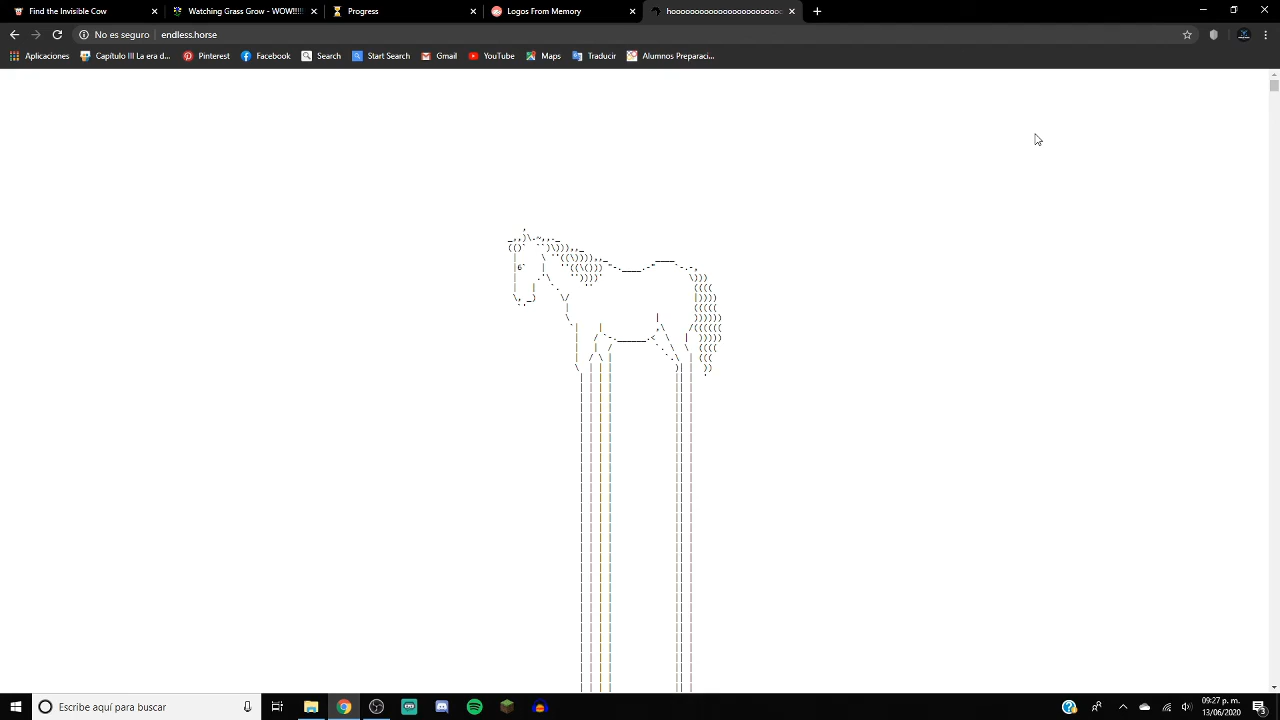 Find the Invisible Cow
Watching Grass Grow - WOW!!!!
Progress
Logos From Memory
hooooooooooooooooooooooo
No es seguro | endless.horse
Aplicaciones
Capítulo III La era d...
Pinterest
Facebook
Search
Start Search
Gmail
YouTube
Maps
Traducir
Alumnos Preparaci...
Escribe aquí para buscar
09:27 p. m.
13/06/2020
3